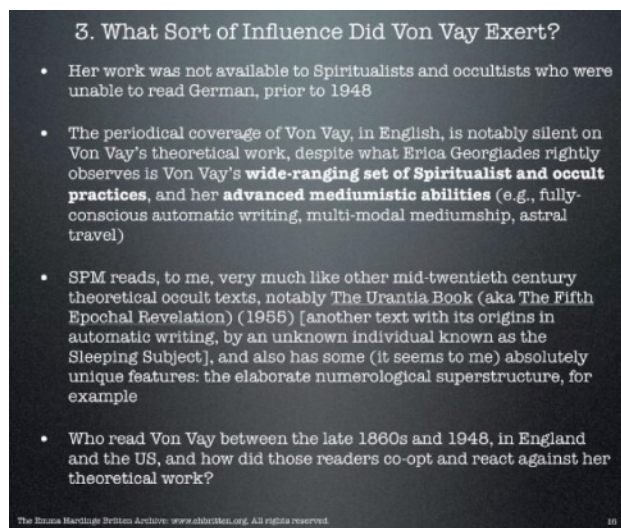 3. What Sort of Influence Did Von Vay Exert?
• Her work was not available to Spiritualists and occultists who were
unable to read German, prior to 1948
• The periodical coverage of Von Vay, in English, is notably silent on
Von Vay's theoretical work, despite what Erica Georgiades rightly
observes is Von Vay's wide-ranging set of Spiritualist and occult
practices, and her advanced mediumistic abilities (e.g., fully-
conscious automatic writing, multi-modal mediumship, astral
travel)
• SPM reads, to me, very much like other mid-twentieth century
theoretical occult texts, notably The Urantia Book (aka The Fifth
Epochal Revelation) (1955) [another text with its origins in
automatic writing, by an unknown individual known as the
Sleeping Subject], and also has some (it seems to me) absolutely
unique features: the elaborate numerological superstructure, for
example
• Who read Von Vay between the late 1860s and 1948, in England
and the US, and how did those readers co-opt and react against her
theoretical work?
The Emma Hardinge Britten Archive: www.ehbritten.org. All rights reserved. 16